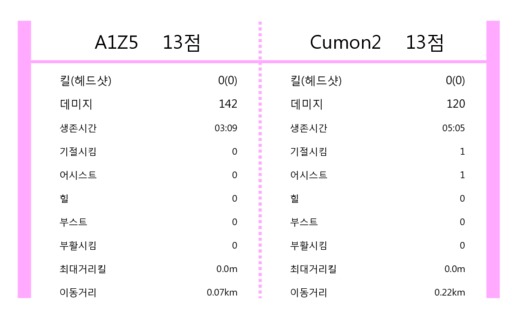 A1Z5 13점 Cumon2 13점
킬(헤드샷) 0(0) 킬(헤드샷) 0(0)
데미지 142 데미지 120
생존시간 03:09 생존시간 05:05
기절시킴 0 기절시킴 1
어시스트 0 어시스트 1
힐 0 힐 0
부스트 0 부스트 0
부활시킴 0 부활시킴 0
최대거리킬 0.0m 최대거리킬 0.0m
이동거리 0.07km 이동거리 0.22km